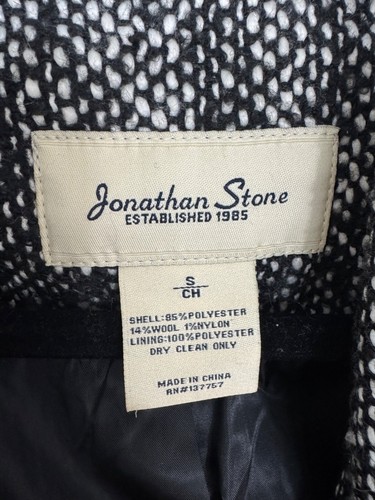 Jonathan Stone
ESTABLISHED 1985
S
CH
SHELL:85%POLYESTER
14%WOOL 1%NYLON
LINING:100%POLYESTER
DRY CLEAN ONLY
MADE IN CHINA
RN#137757